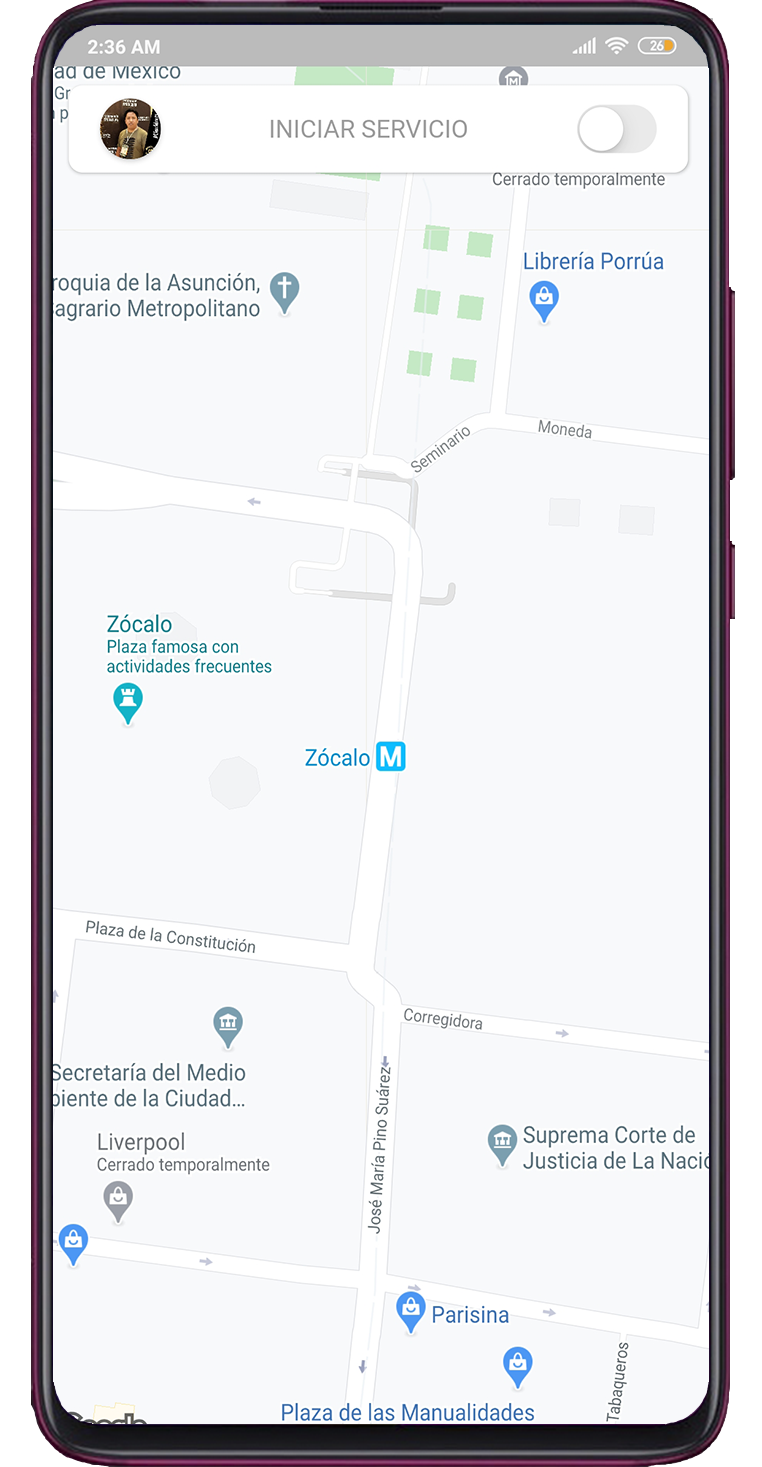 2:36 AM
26
ad de México
Gr
a p
INICIAR SERVICIO
Cerrado temporalmente
Librería Porrúa
roquia de la Asunción,
agrario Metropolitano
Moneda
Seminario
Zócalo
Plaza famosa con
actividades frecuentes
Zócalo M
Plaza de la Constitución
Corregidora
Secretaría del Medio
biente de la Ciudad...
José María Pino Suárez
Suprema Corte de
Justicia de La Nació
Liverpool
Cerrado temporalmente
Parisina
Tabaqueros
Plaza de las Manualidades
Google